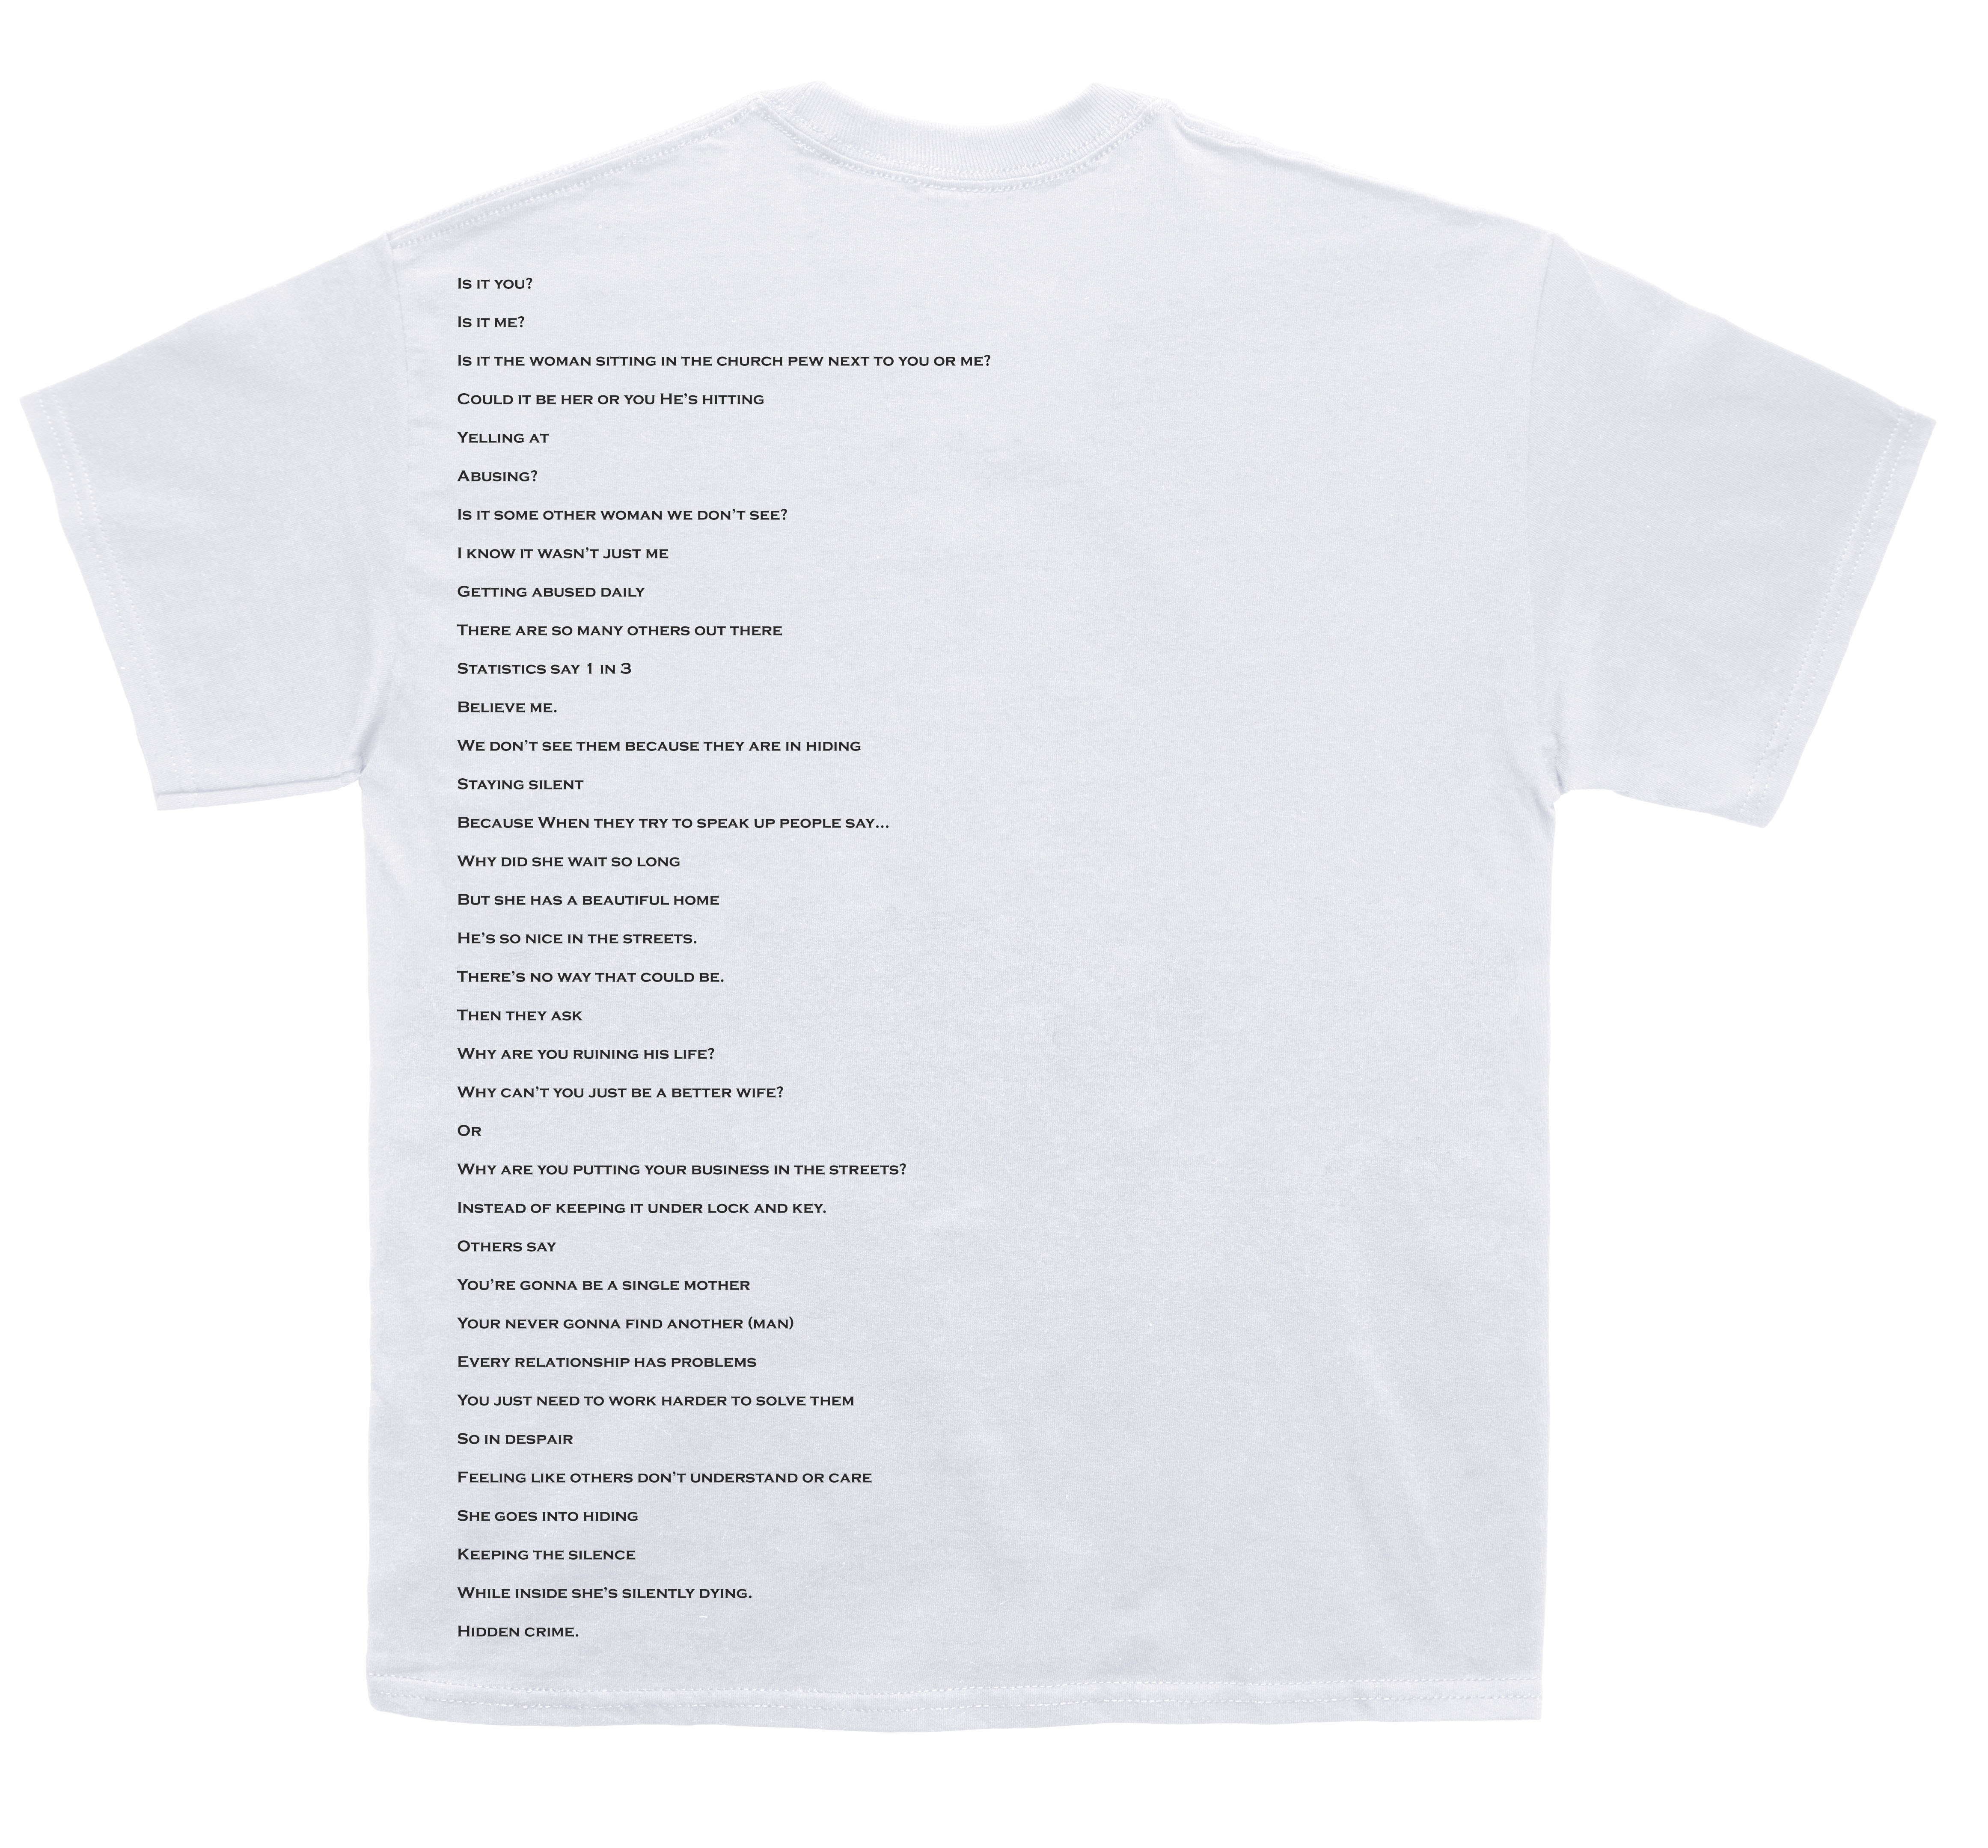 Is it you?
Is it me?
Is it the woman sitting in the church pew next to you or me?
Could it be her or you He's hitting
Yelling at
Abusing?
Is it some other woman we don't see?
I know it wasn't just me
Getting abused daily
There are so many others out there
Statistics say 1 in 3
Believe me.
We don't see them because they are in hiding
Staying silent
Because When they try to speak up people say...
Why did she wait so long
But she has a beautiful home
He's so nice in the streets.
There's no way that could be.
Then they ask
Why are you ruining his life?
Why can't you just be a better wife?
Or
Why are you putting your business in the streets?
Instead of keeping it under lock and key.
Others say
You're gonna be a single mother
Your never gonna find another (man)
Every relationship has problems
You just need to work harder to solve them
So in despair
Feeling like others don't understand or care
She goes into hiding
Keeping the silence
While inside she's silently dying.
Hidden crime.